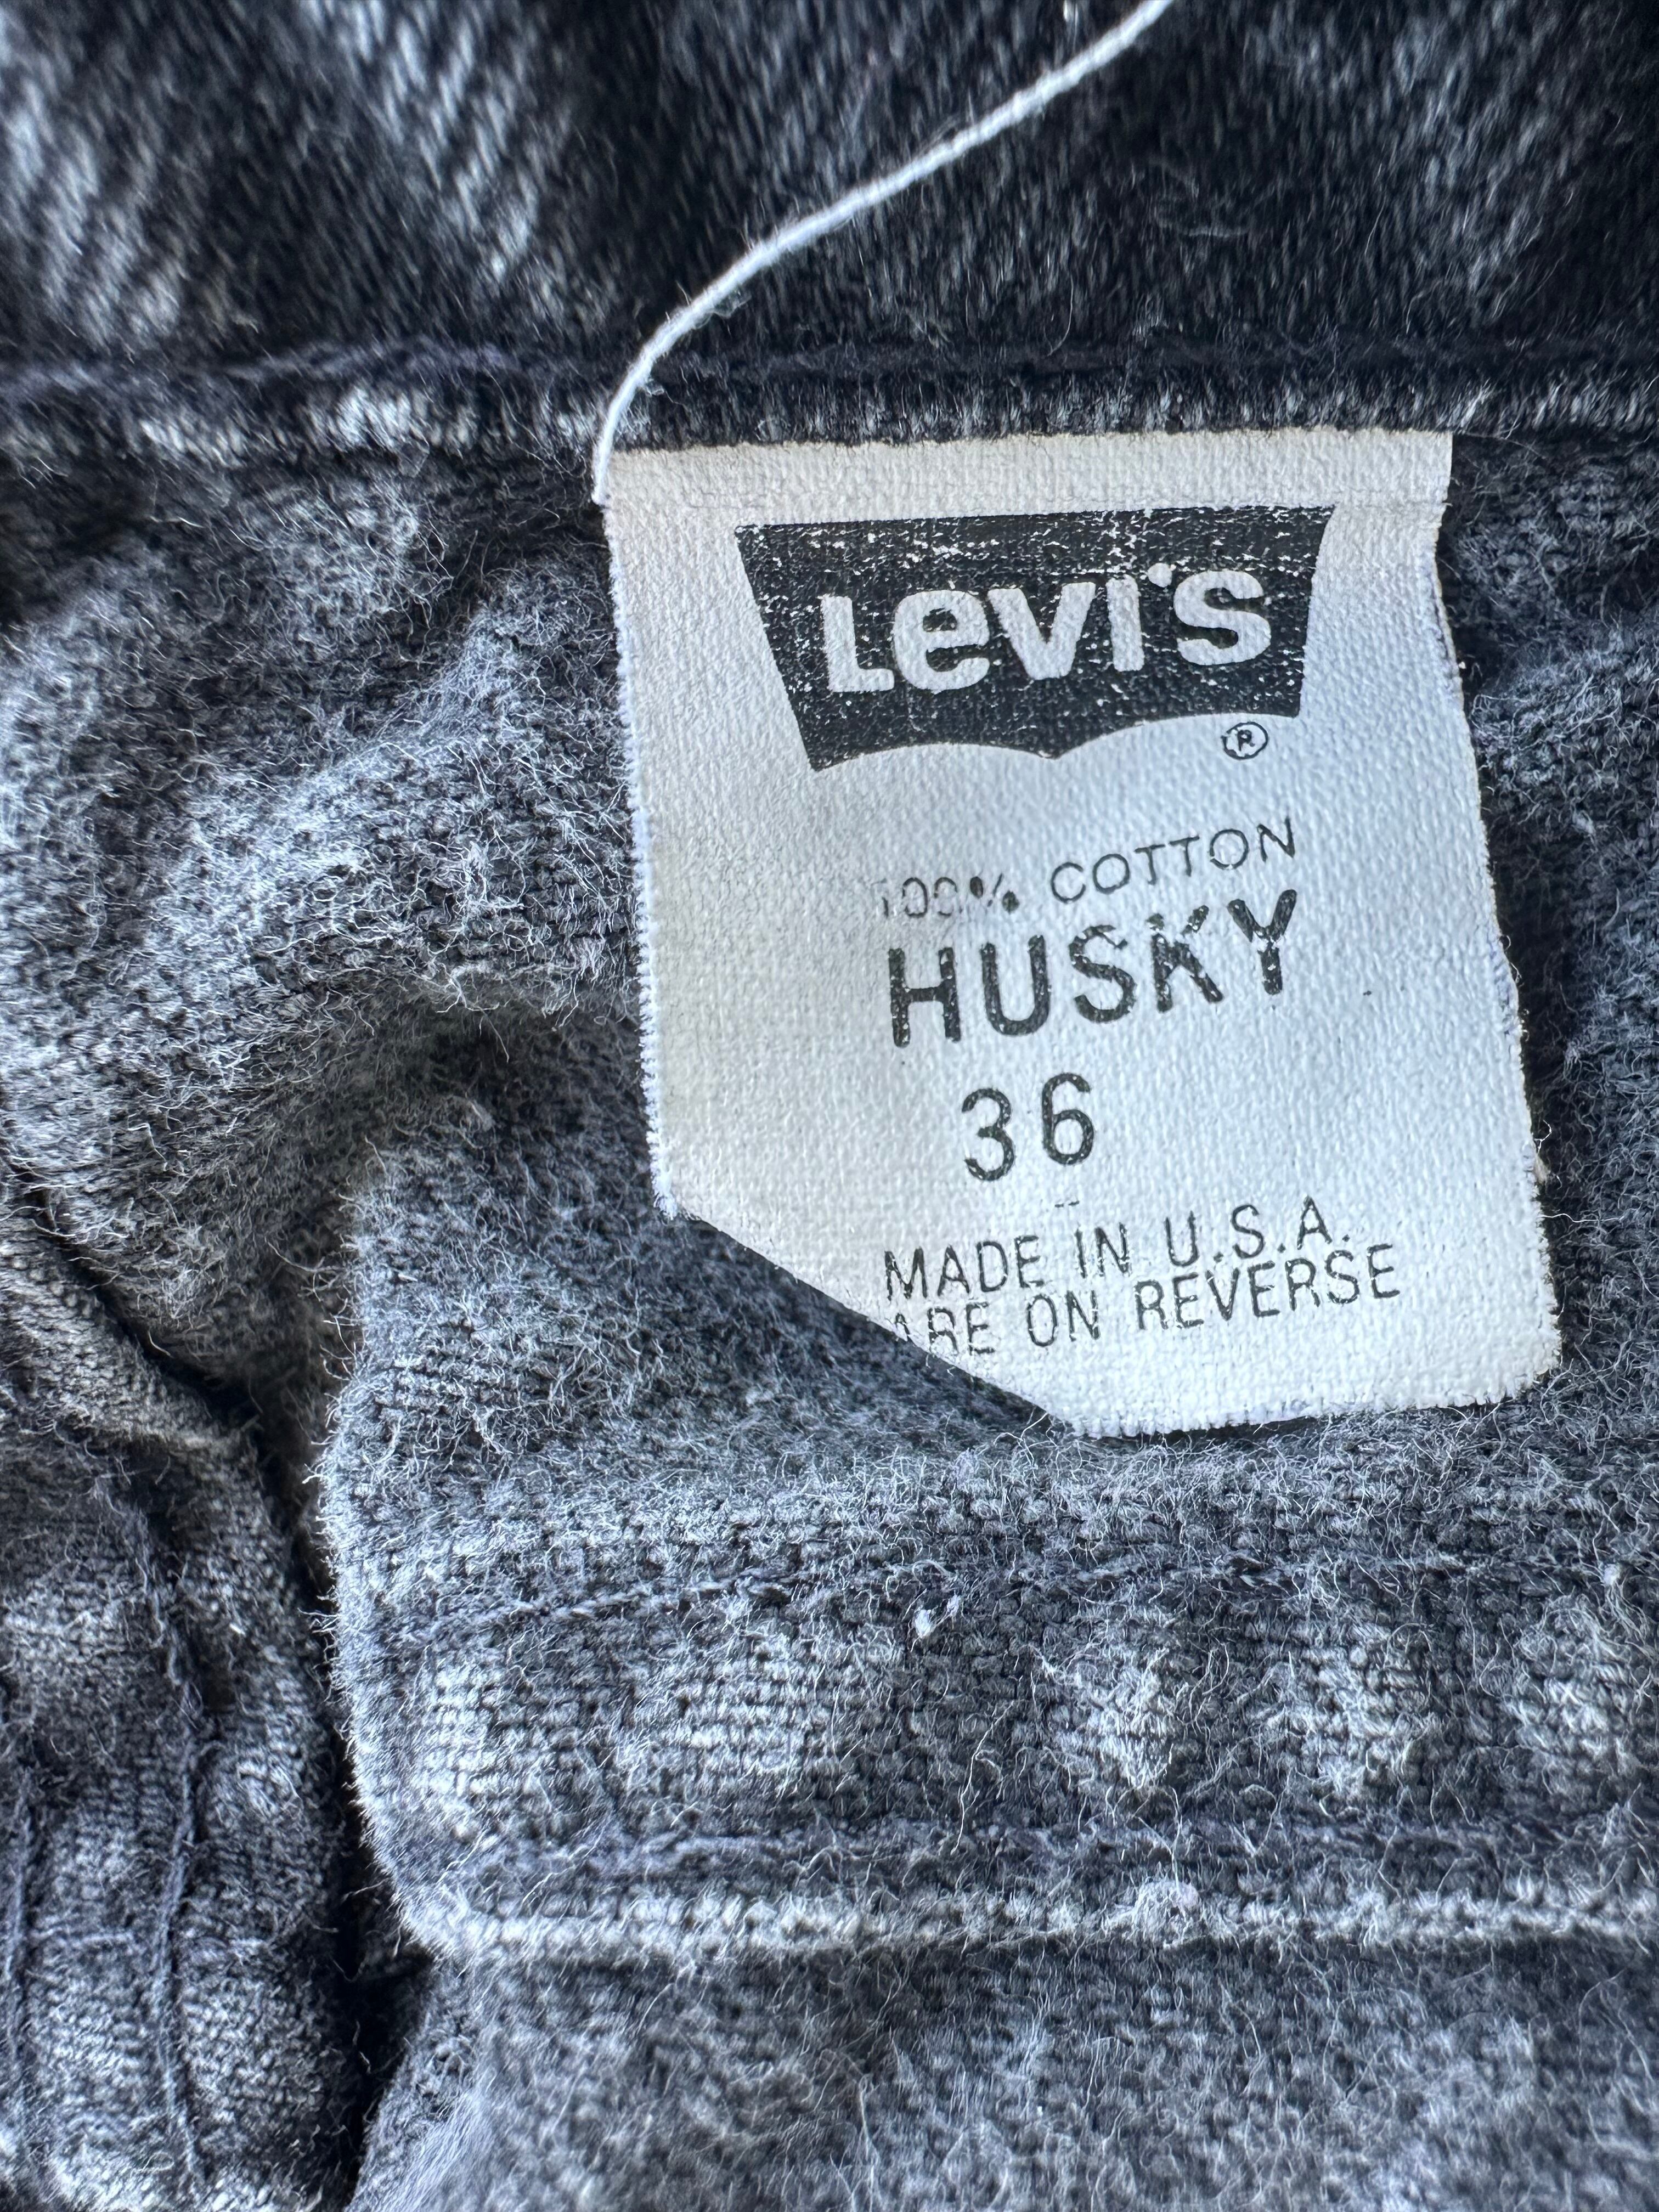 LEVI'S
®
100% COTTON
HUSKY
36
MADE IN U.S.A.
ARE ON REVERSE